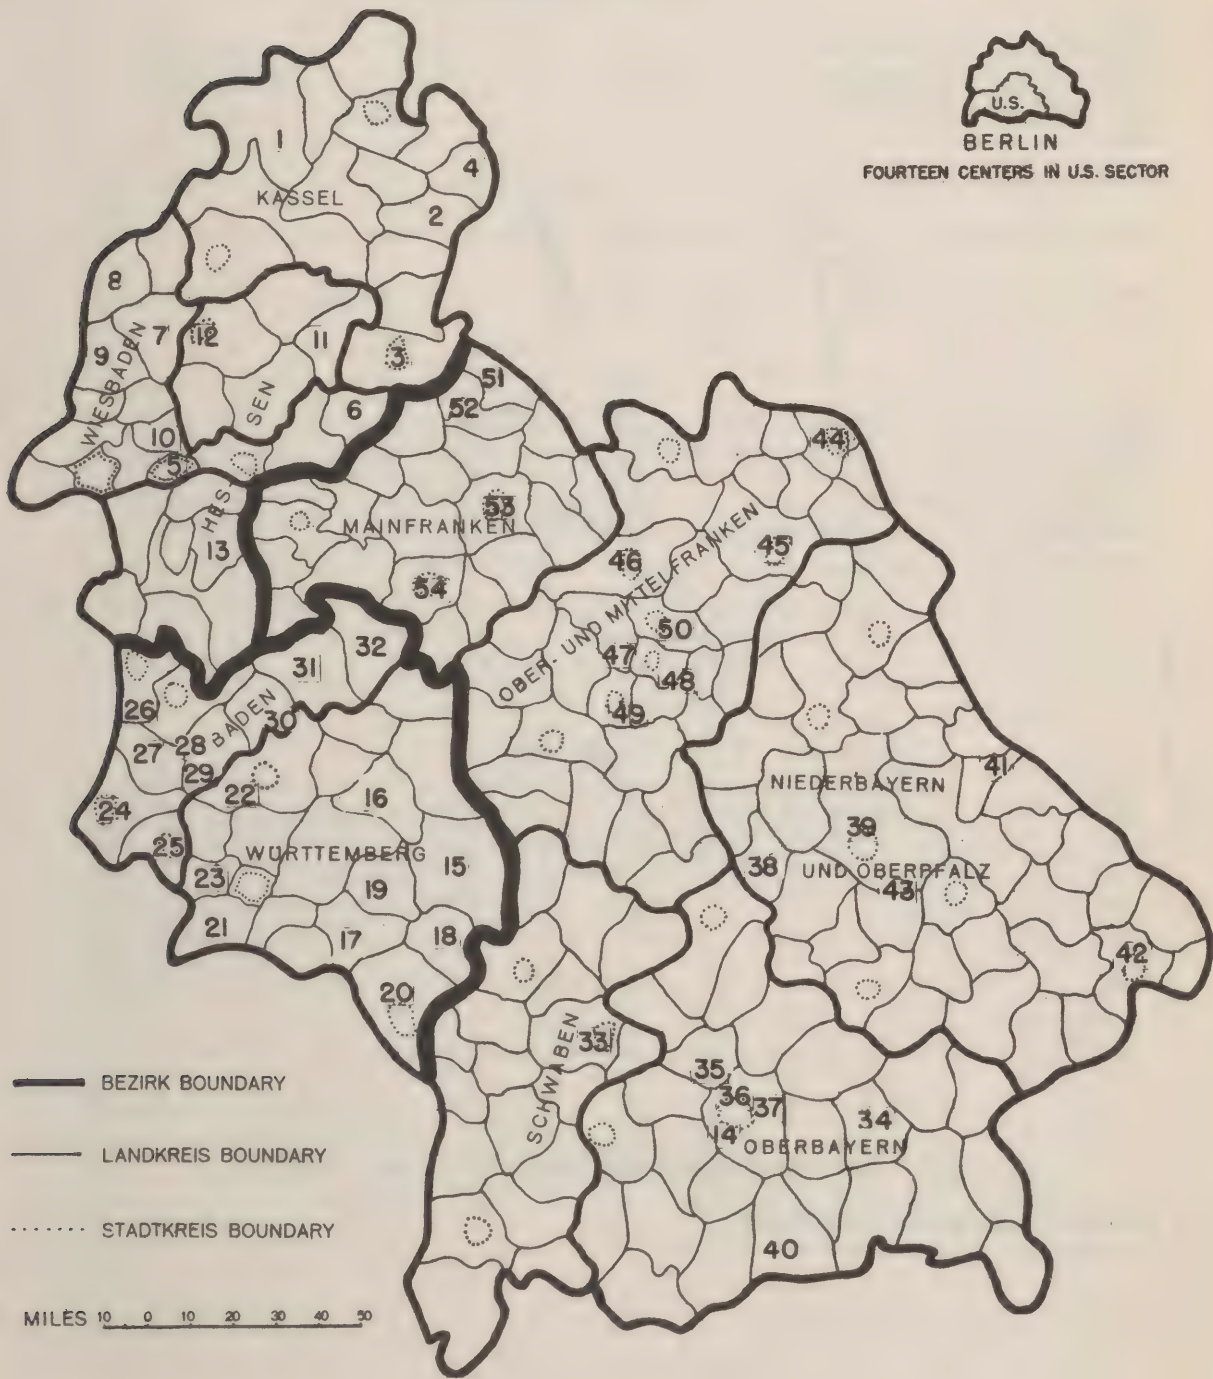 U.S.
BERLIN
FOURTEEN CENTERS IN U.S. SECTOR
1
4
KASSEL
2
8
7
12
11
9
3
51
WIESBADEN
SEN
6
52
10
5
44
HES
53
MAINFRANKEN
13
45
46
54
OBER- UND MITTELFRANKEN
50
32
47
31
48
26
BADEN
30
49
27
28
29
41
NIEDERBAYERN
22
16
24
39
25
WÜRTTEMBERG
15
38
UND OBERPFALZ
23
19
43
21
17
18
42
20
SCHWABEN
33
35
BEZIRK BOUNDARY
36
37
34
14
OBERBAYERN
LANDKREIS BOUNDARY
STADTKREIS BOUNDARY
40
MILES 10 0 10 20 30 40 50